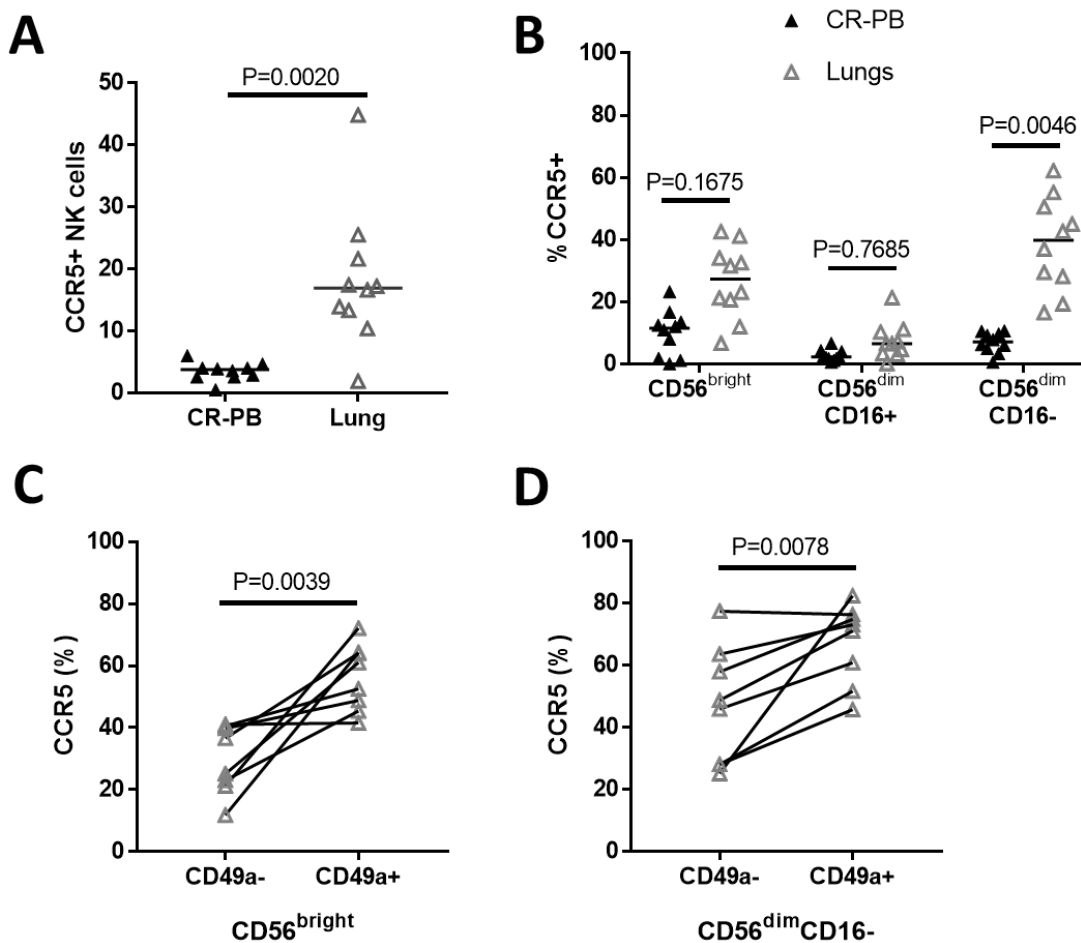 A
CCR5+ NK cells
50
40
30
20
10
0
P=0.0020
CR-PB Lung
B
CR-PB
Lungs
% CCR5+
100
80
60
40
20
0
P=0.1675
P=0.7685
P=0.0046
CD56bright CD56dim CD56dim
CD16+ CD16-
C
CCR5 (%)
100
80
60
40
20
0
P=0.0039
CD49a- CD49a+
CD56bright
D
CCR5 (%)
100
80
60
40
20
0
P=0.0078
CD49a- CD49a+
CD56dimCD16-